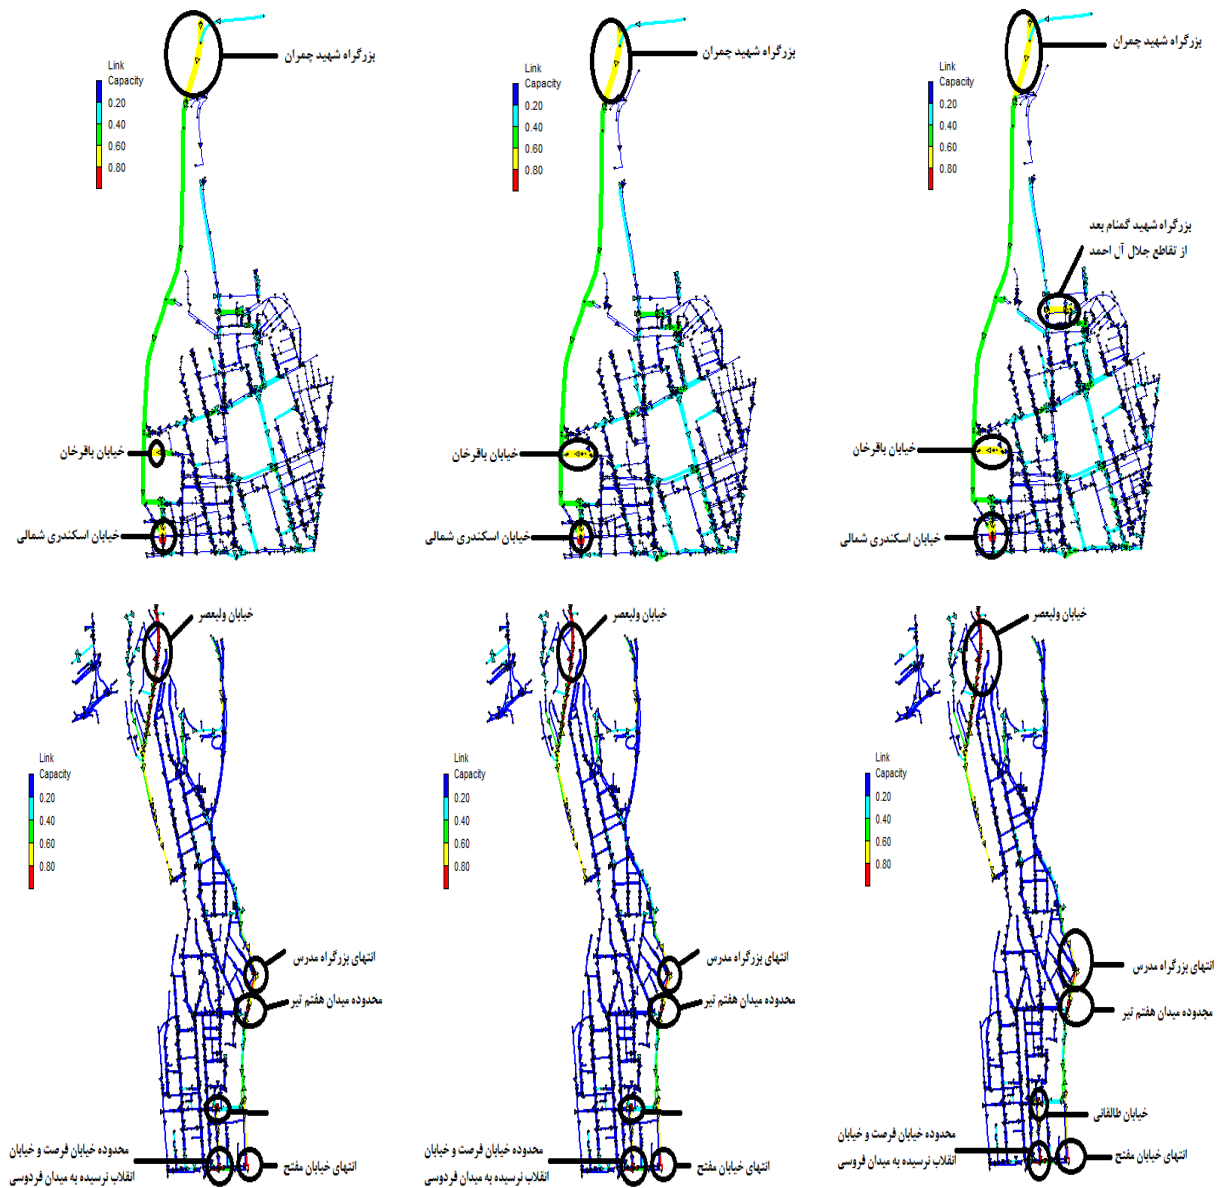 بزرگراه شهید چمران
Link
Capacity
0.20
0.40
0.60
0.80
خیابان باقرخان
خیابان اسکندری شمالی
بزرگراه شهید چمران
Link
Capacity
0.20
0.40
0.60
0.80
خیابان باقرخان
خیابان اسکندری شمالی
بزرگراه شهید چمران
Link
Capacity
0.20
0.40
0.60
0.80
بزرگراه شهید گمنام بعد
از تقاطع جلال آل احمد
خیابان باقرخان
خیابان اسکندری شمالی
خیابان ولیعصر
Link
Capacity
0.20
0.40
0.60
0.80
انتهای بزرگراه مدرس
محدوده میدان هفتم تیر
محدوده خیابان فرصت و خیابان
انقلاب نرسیده به میدان فردوسی
انتهای خیابان مفتح
خیابان ولیعصر
Link
Capacity
0.20
0.40
0.60
0.80
انتهای بزرگراه مدرس
محدوده میدان هفتم تیر
محدوده خیابان فرصت و خیابان
انقلاب نرسیده به میدان فردوسی
انتهای خیابان مفتح
خیابان ولیعصر
Link
Capacity
0.20
0.40
0.60
0.80
انتهای بزرگراه مدرس
محدوده میدان هفتم تیر
خیابان طالقانی
محدوده خیابان فرصت و خیابان
انقلاب نرسیده به میدان فروسی
انتهای خیابان مفتح